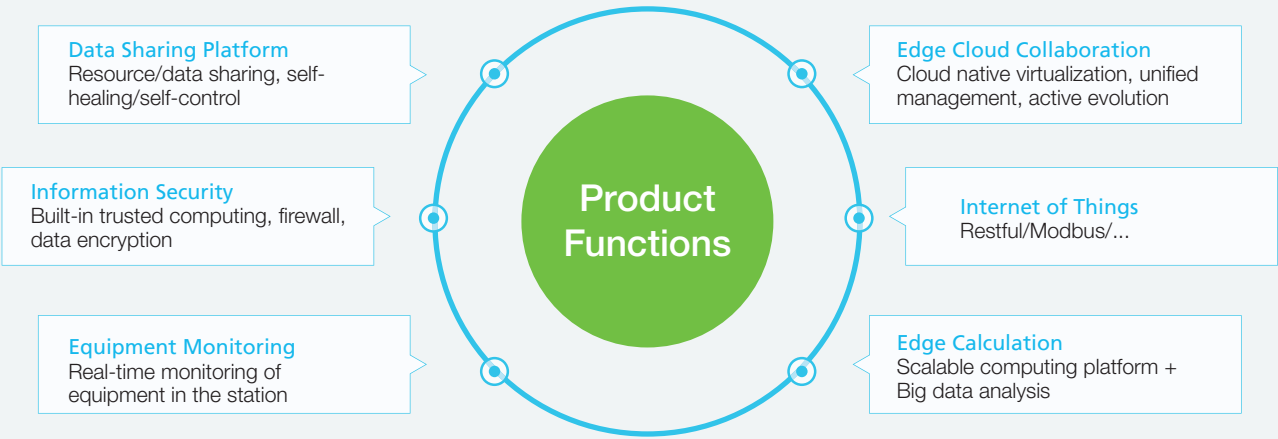 Data Sharing Platform
Resource/data sharing, self-
healing/self-control
Information Security
Built-in trusted computing, firewall,
data encryption
Equipment Monitoring
Real-time monitoring of
equipment in the station
Product
Functions
Edge Cloud Collaboration
Cloud native virtualization, unified
management, active evolution
Internet of Things
Restful/Modbus/...
Edge Calculation
Scalable computing platform +
Big data analysis